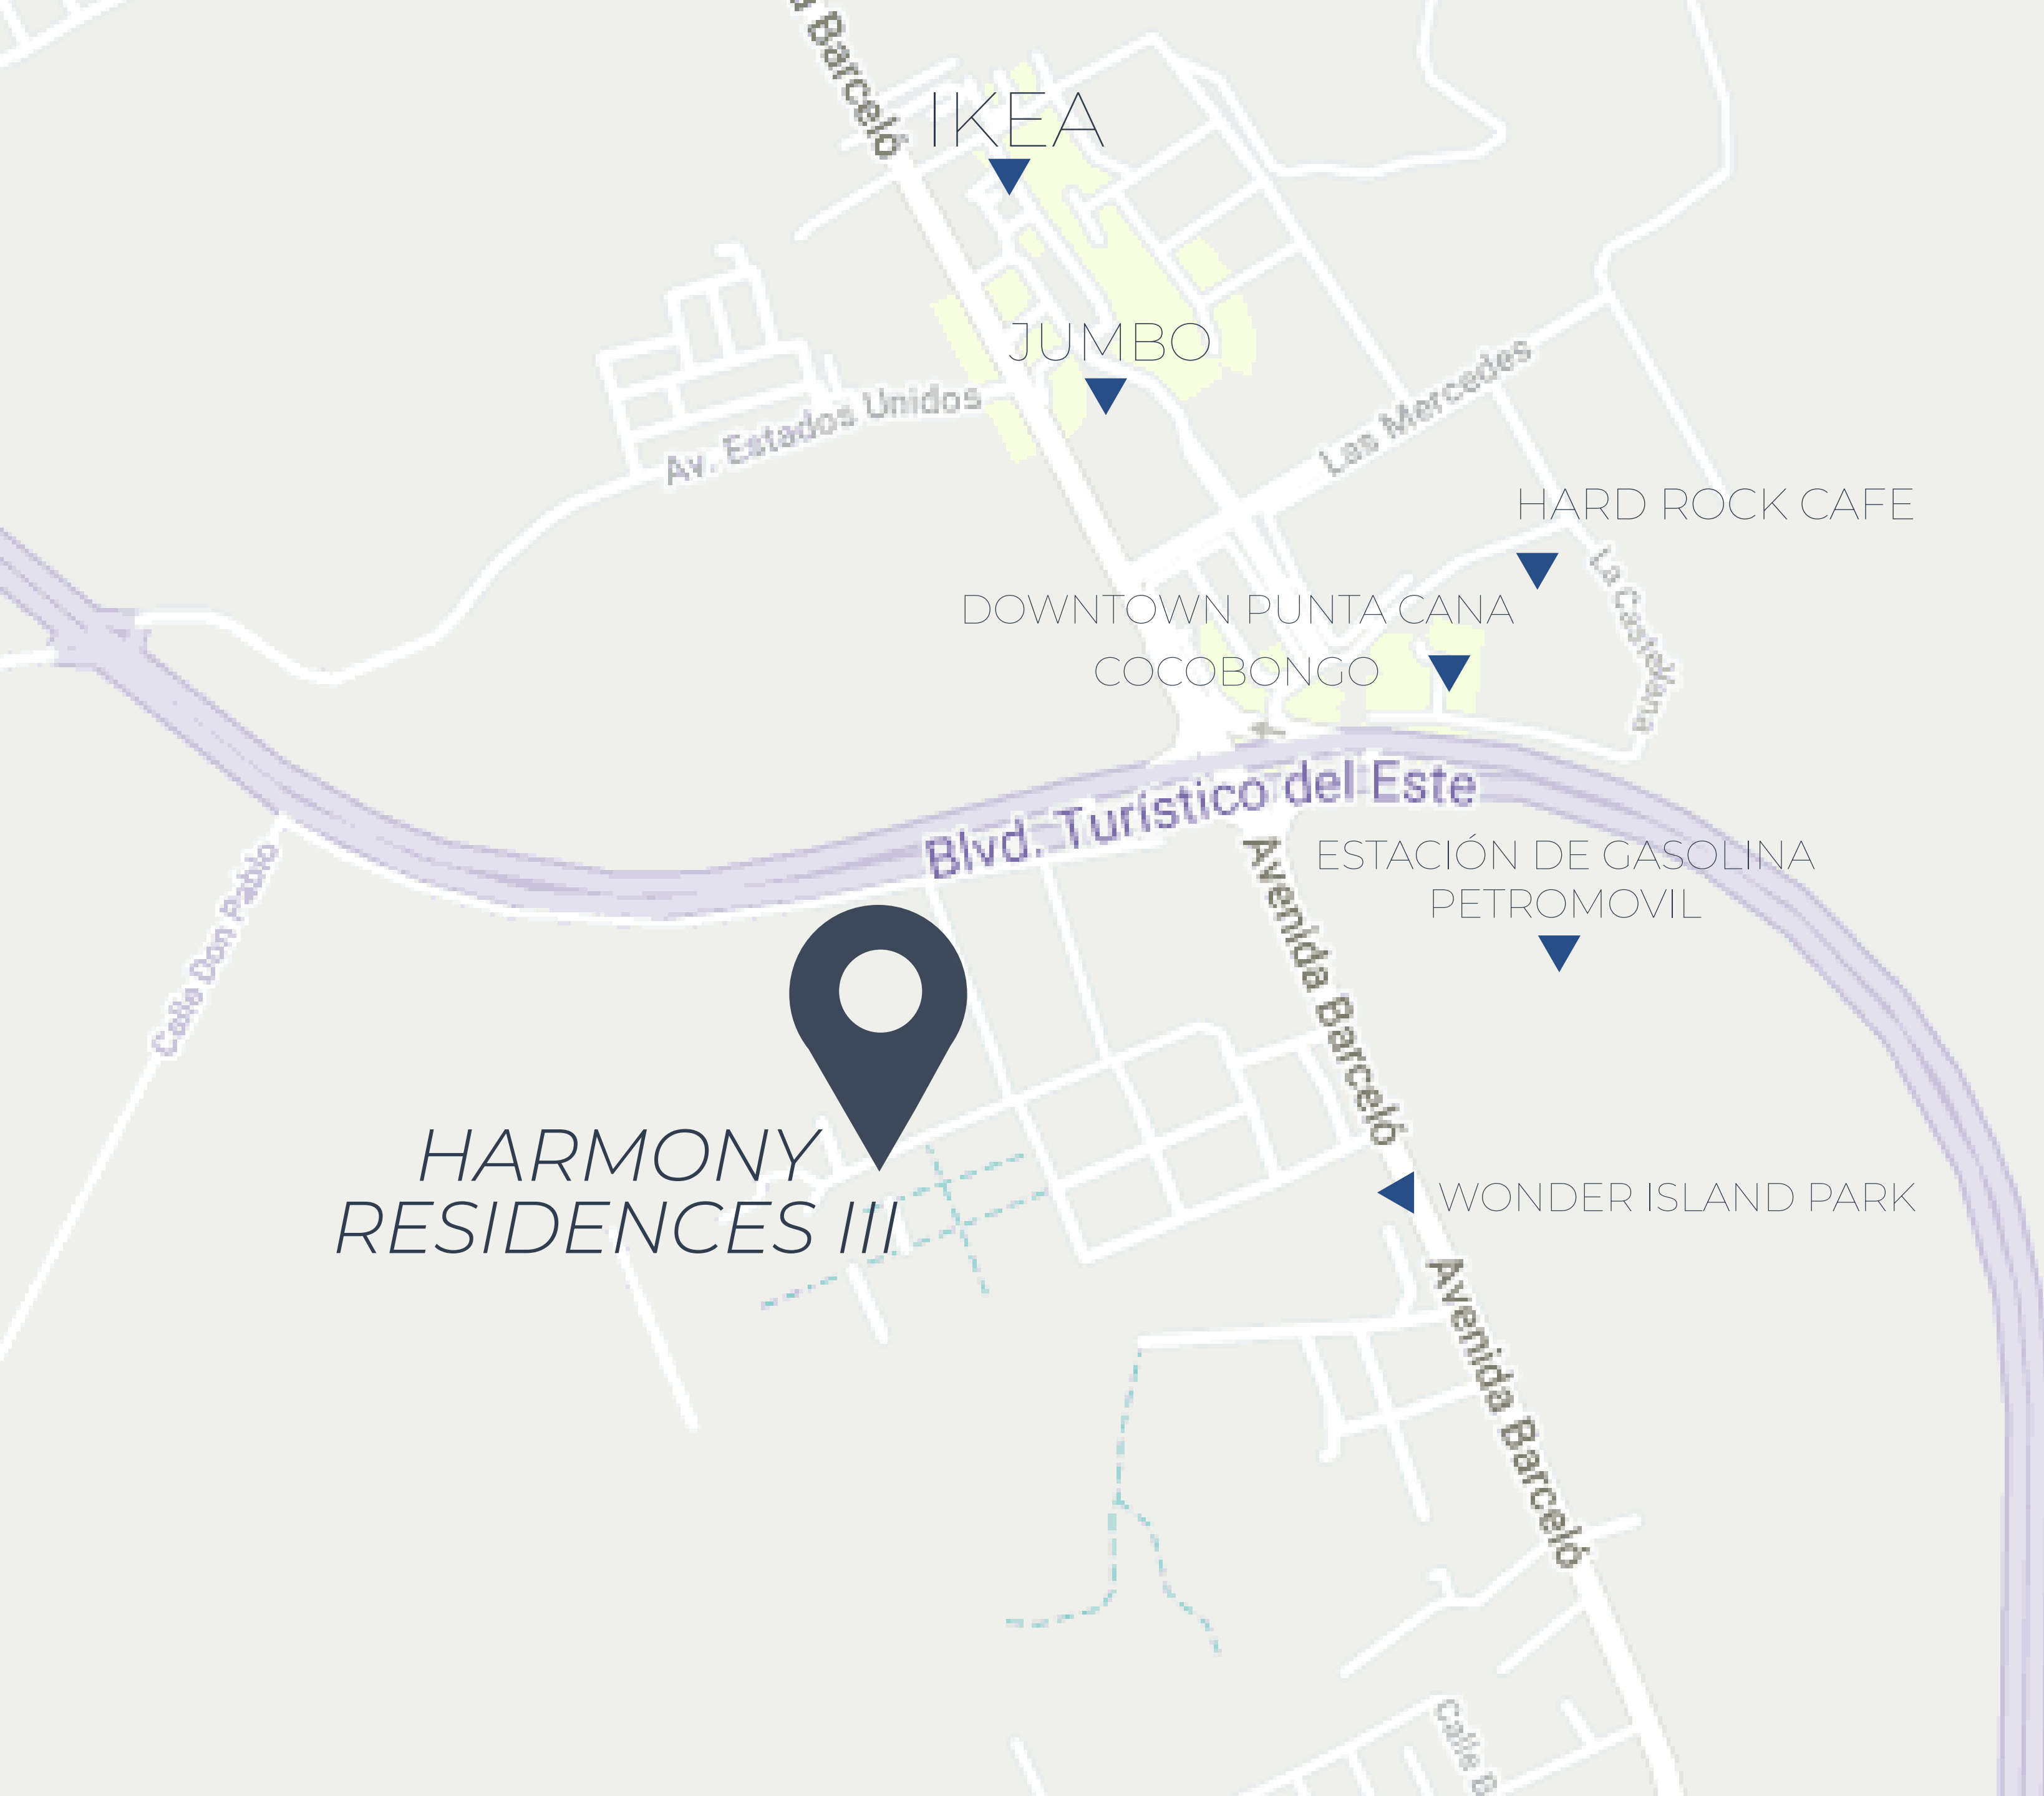 a Barceló
IKEA
JUMBO
Av. Estados Unidos
Las Mercedes
HARD ROCK CAFE
La Castellana
DOWNTOWN PUNTA CANA
COCOBONGO
Blvd. Turístico del Este
Calle Don Pablo
Avenida Barceló
ESTACIÓN DE GASOLINA
PETROMOVIL
HARMONY
RESIDENCES III
WONDER ISLAND PARK
Avenida Barceló
Calle